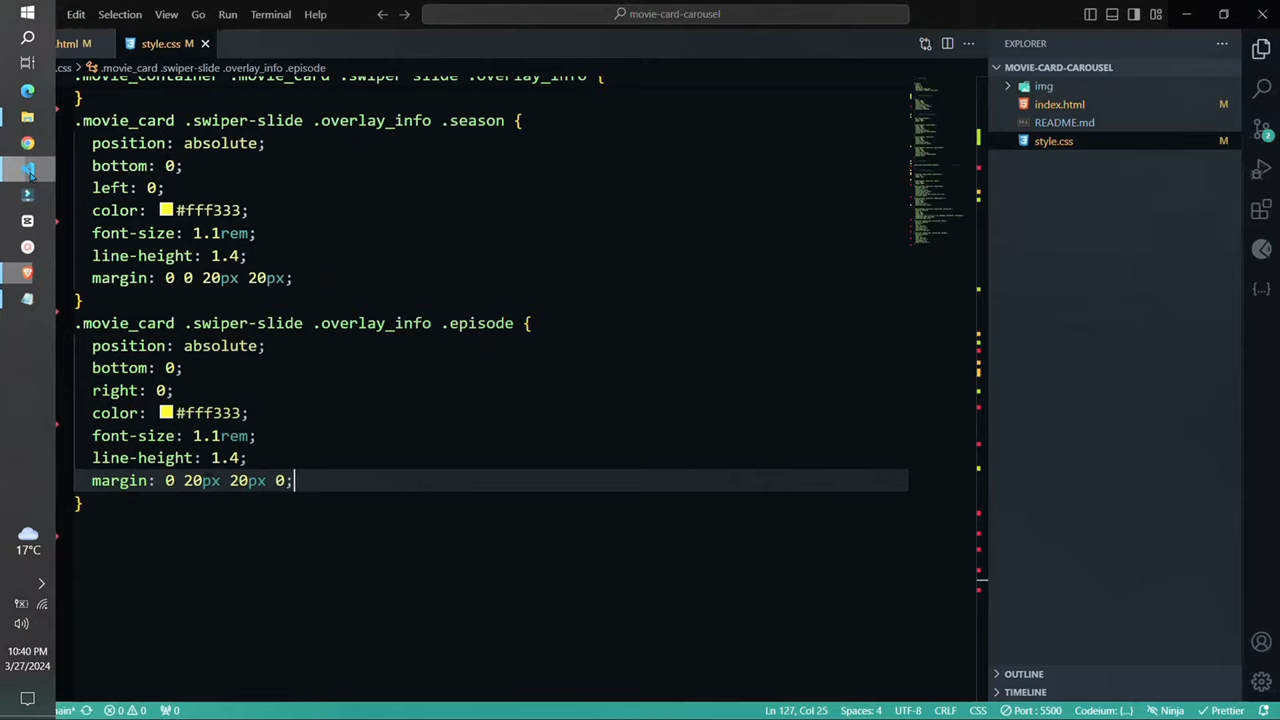 Edit Selection View Go Run Terminal Help
movie-card-carousel
.html M
style.css M
EXPLORER
.css > .movie_card .swiper-slide .overlay_info .episode
MOVIE-CARD-CAROUSEL
img
index.html M
README.md
style.css M
.movie_container .movie_card .swiper-slide .overlay_info {
}
.movie_card .swiper-slide .overlay_info .season {
position: absolute;
bottom: 0;
left: 0;
color: #fff333;
font-size: 1.1rem;
line-height: 1.4;
margin: 0 0 20px 20px;
}
.movie_card .swiper-slide .overlay_info .episode {
position: absolute;
bottom: 0;
right: 0;
color: #fff333;
font-size: 1.1rem;
line-height: 1.4;
margin: 0 20px 20px 0;
}
2
{...}
17°C
10:40 PM
3/27/2024
OUTLINE
TIMELINE
main* 0 0 0 Ln 127, Col 25 Spaces: 4 UTF-8 CRLF CSS Port : 5500 Codeium: {...} Ninja Prettier